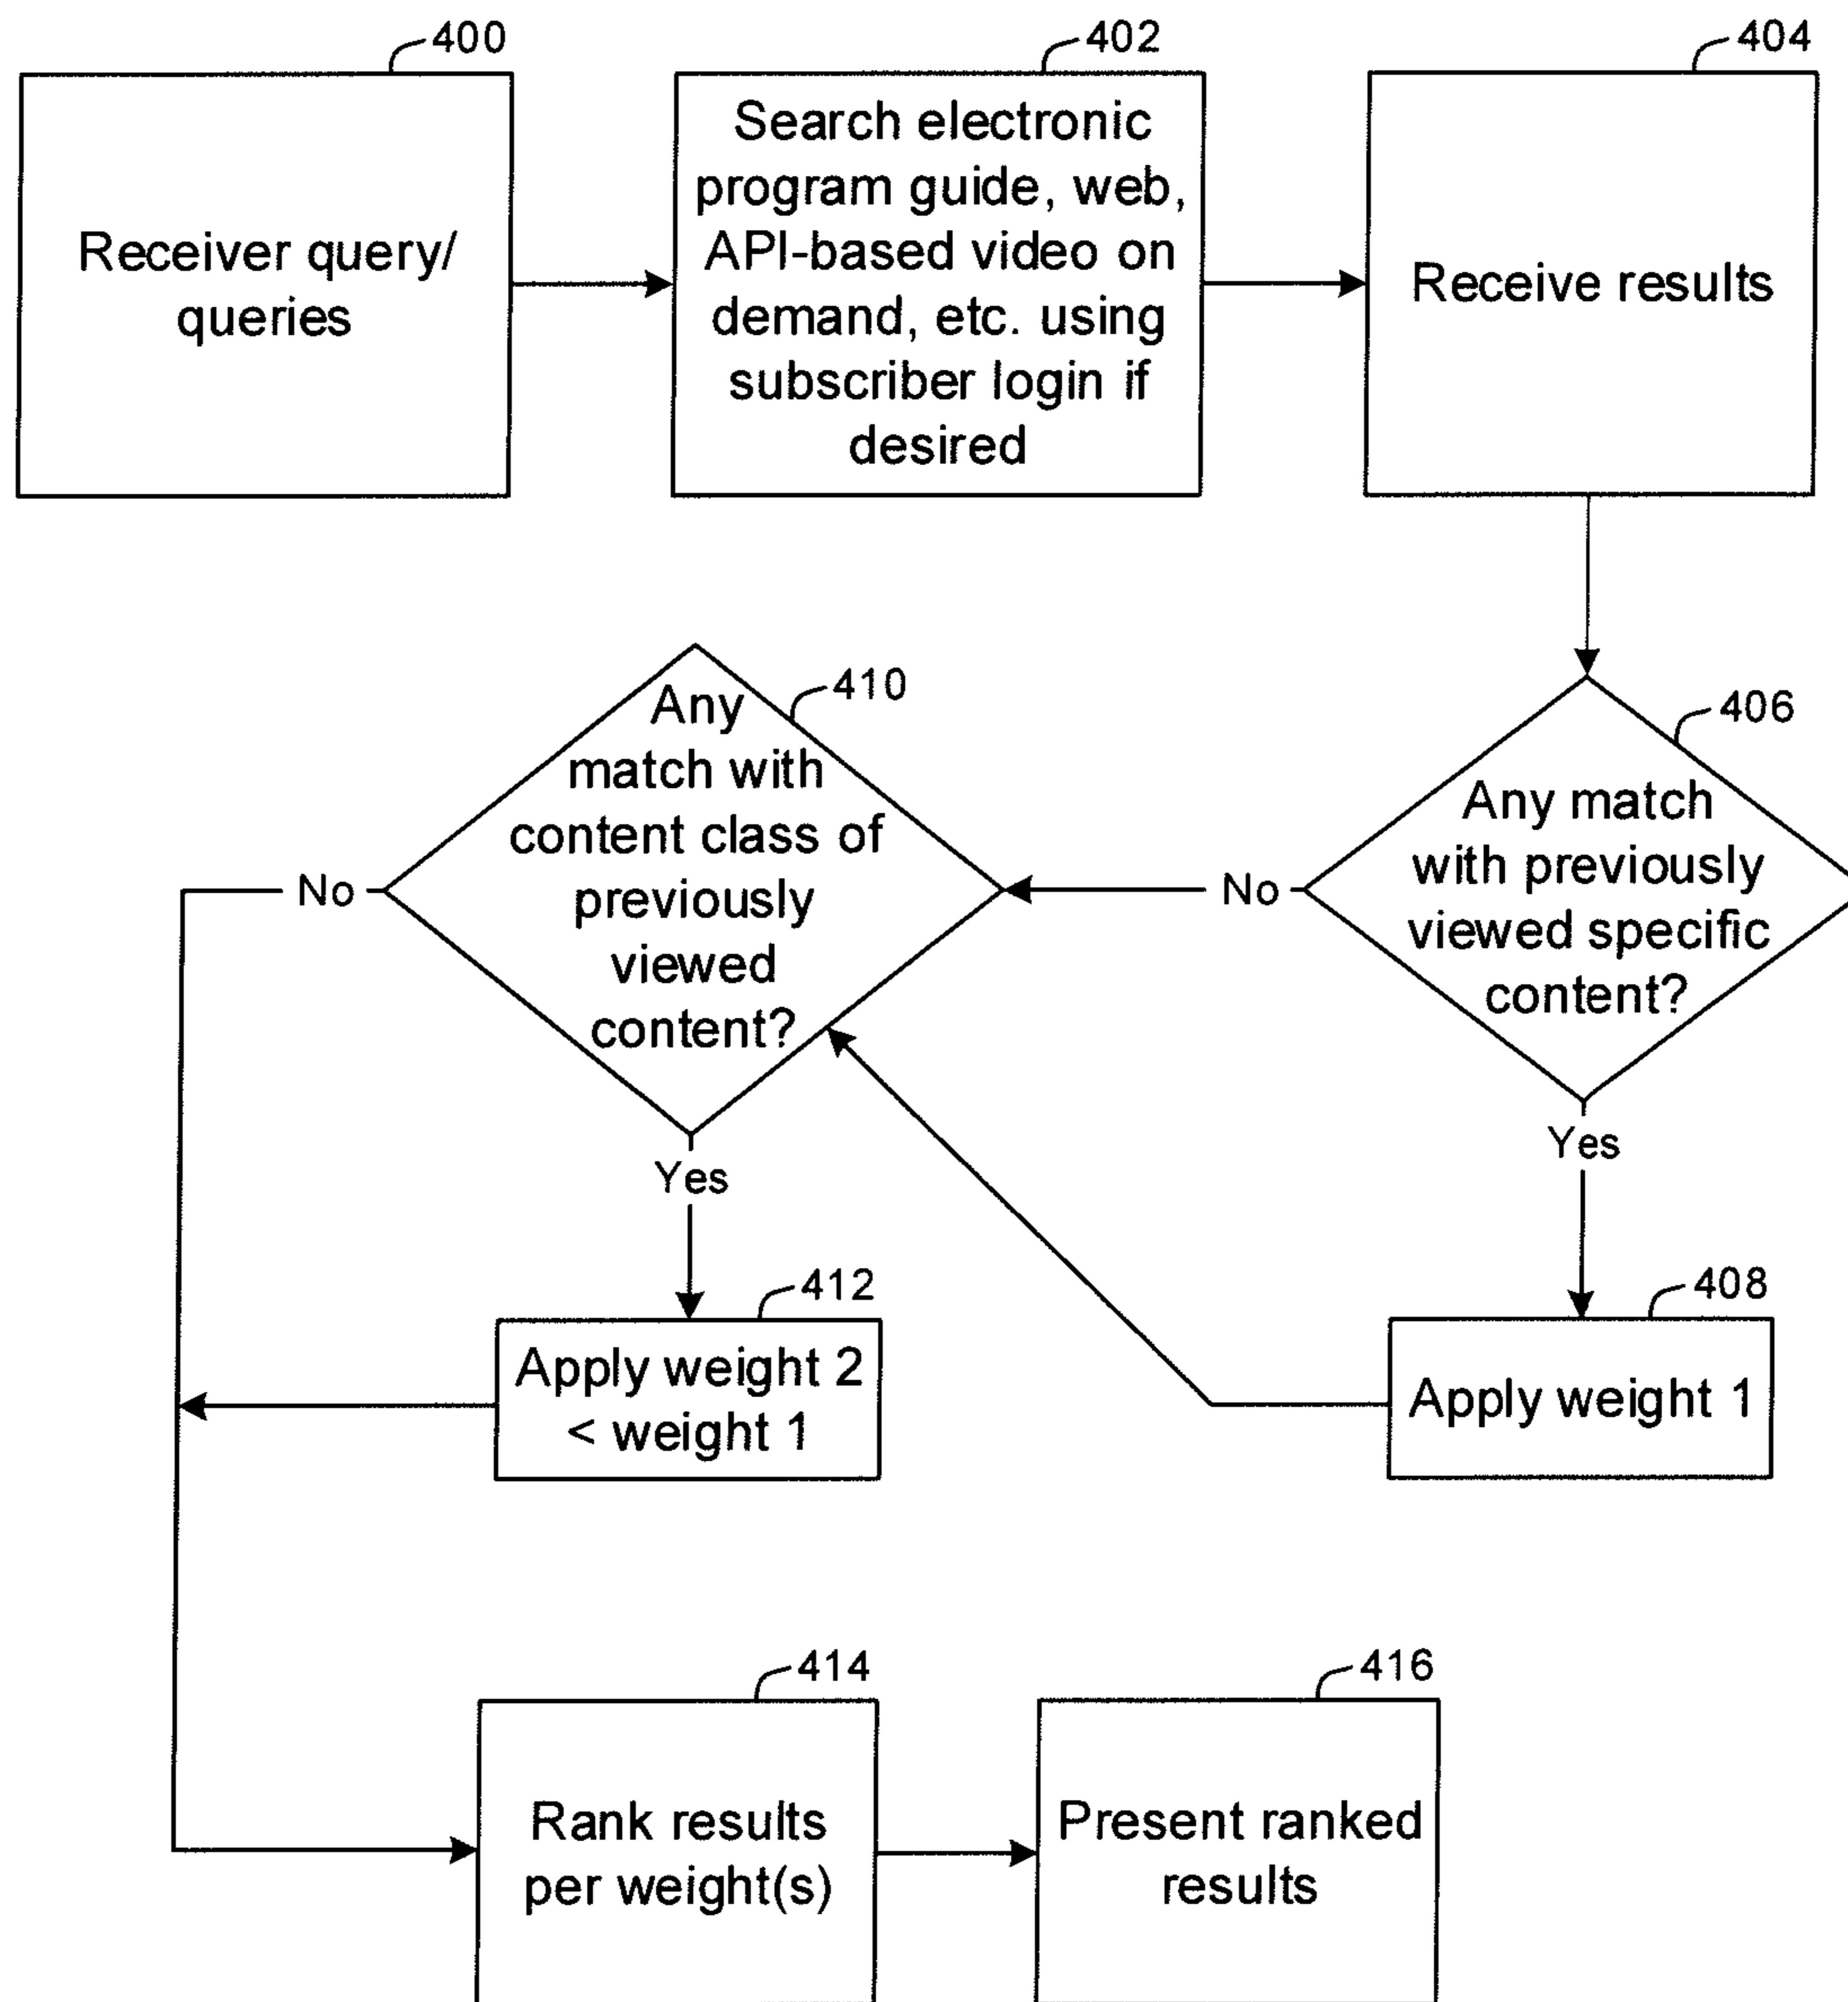 400
Receiver query/
queries
402
Search electronic
program guide, web,
API-based video on
demand, etc. using
subscriber login if
desired
404
Receive results
406
Any match
with previously
viewed specific
content?
No
Yes
408
Apply weight 1
410
Any
match with
content class of
previously
viewed
content?
No
Yes
412
Apply weight 2
< weight 1
414
Rank results
per weight(s)
416
Present ranked
results